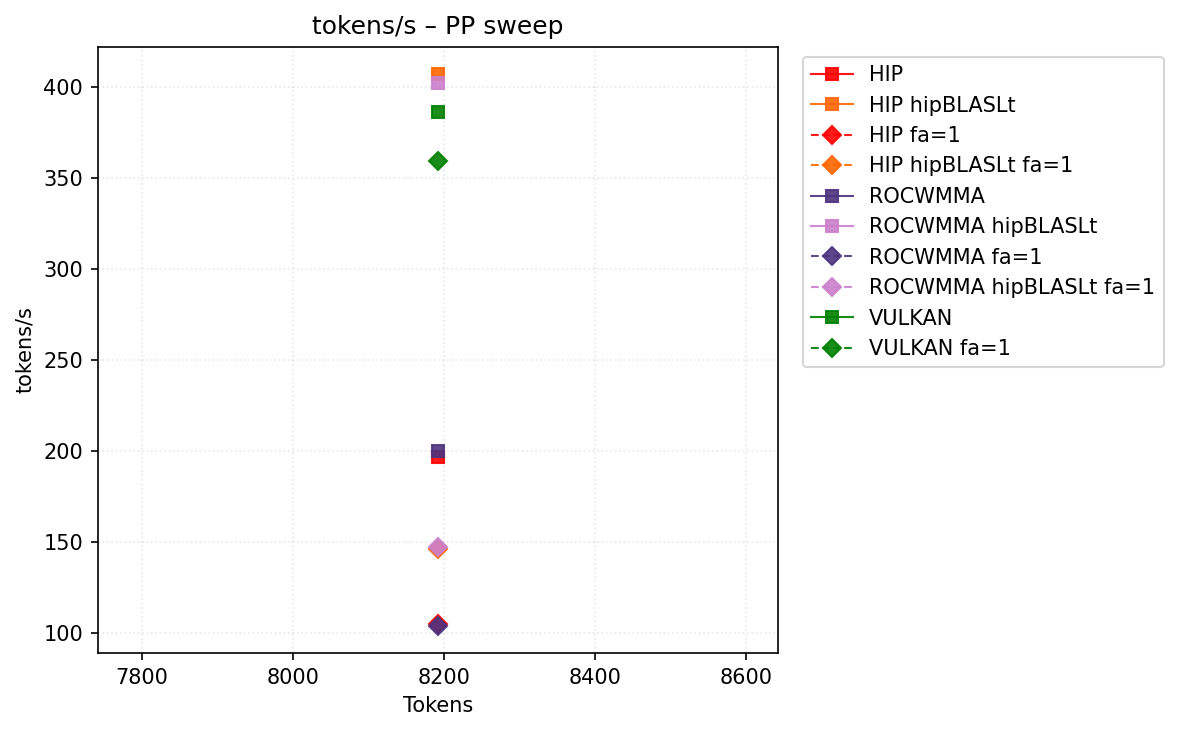 tokens/s – PP sweep
400
350
300
250
200
150
100
tokens/s
7800
8000
8200
8400
8600
Tokens
HIP
HIP hipBLASLt
HIP fa=1
HIP hipBLASLt fa=1
ROCWMMA
ROCWMMA hipBLASLt
ROCWMMA fa=1
ROCWMMA hipBLASLt fa=1
VULKAN
VULKAN fa=1